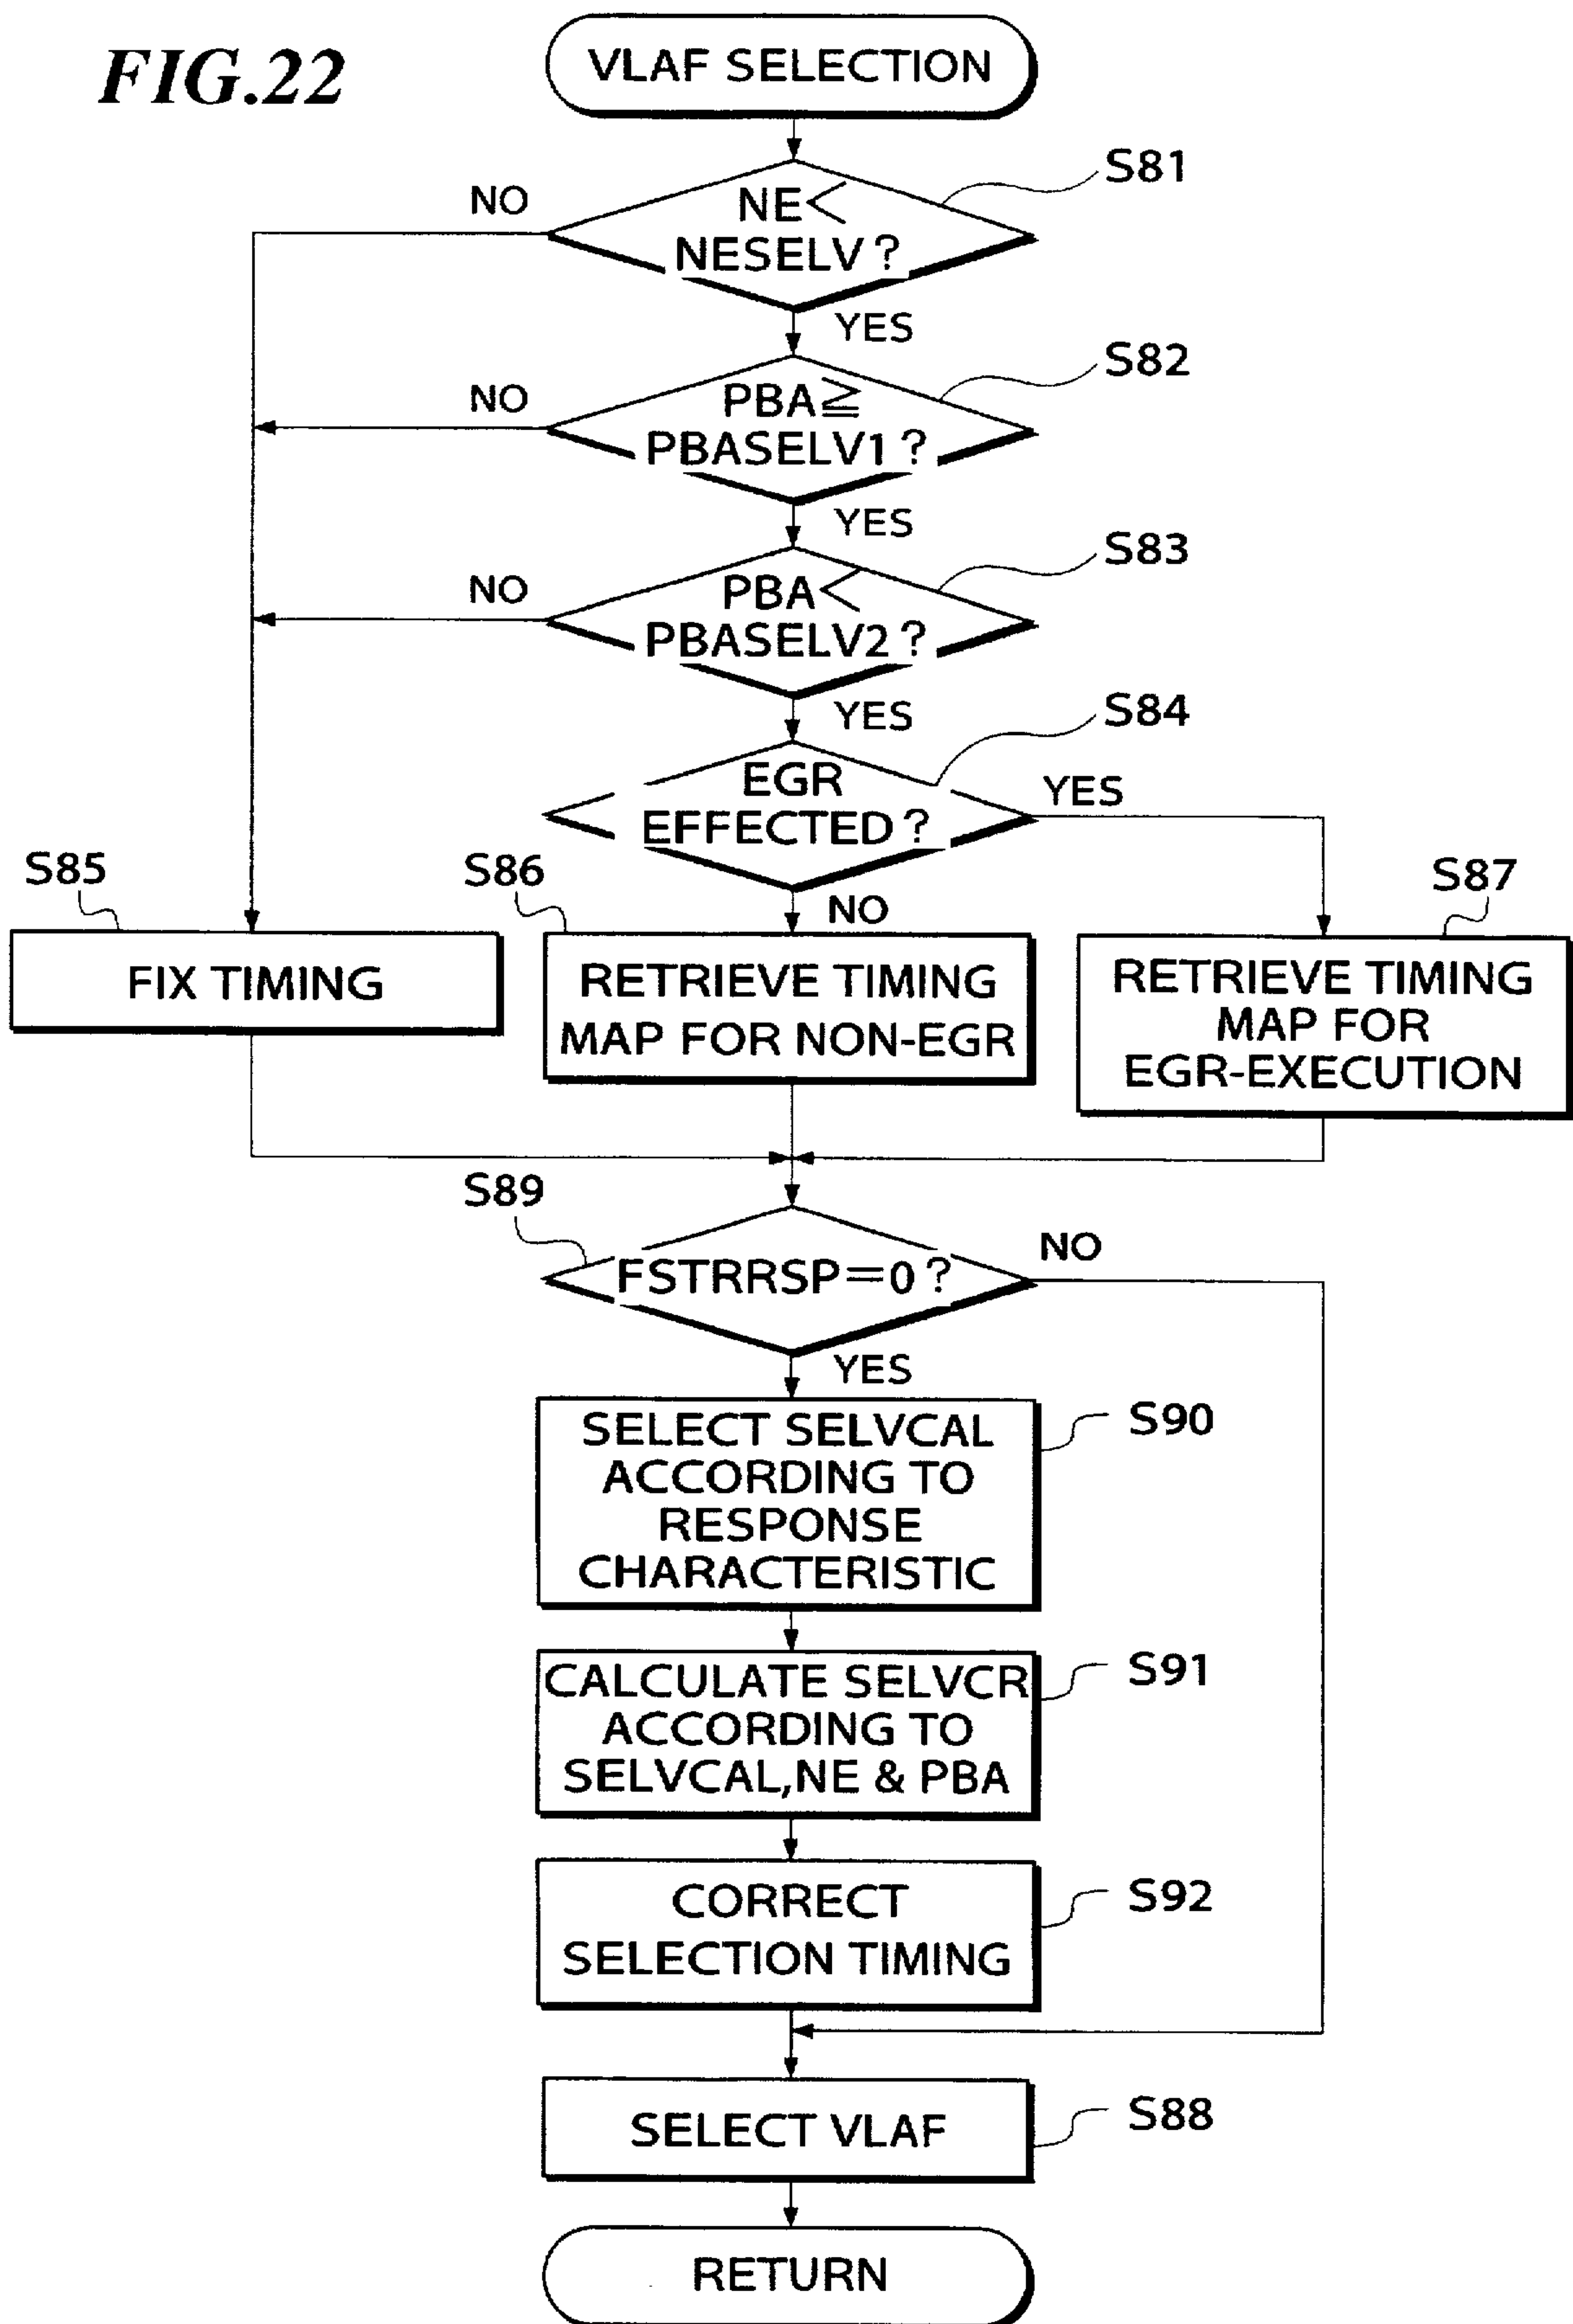 FIG.22
VLAF SELECTION
S81
NO
NE<
NESELV?
YES
S82
NO
PBA≧
PBASELV1?
YES
S83
NO
PBA<
PBASELV2?
YES
S84
EGR
EFFECTED?
YES
NO
S85
FIX TIMING
S86
RETRIEVE TIMING
MAP FOR NON-EGR
S87
RETRIEVE TIMING
MAP FOR
EGR-EXECUTION
S89
FSTRRSP=0?
NO
YES
S90
SELECT SELVCAL
ACCORDING TO
RESPONSE
CHARACTERISTIC
S91
CALCULATE SELVCR
ACCORDING TO
SELVCAL,NE & PBA
S92
CORRECT
SELECTION TIMING
S88
SELECT VLAF
RETURN